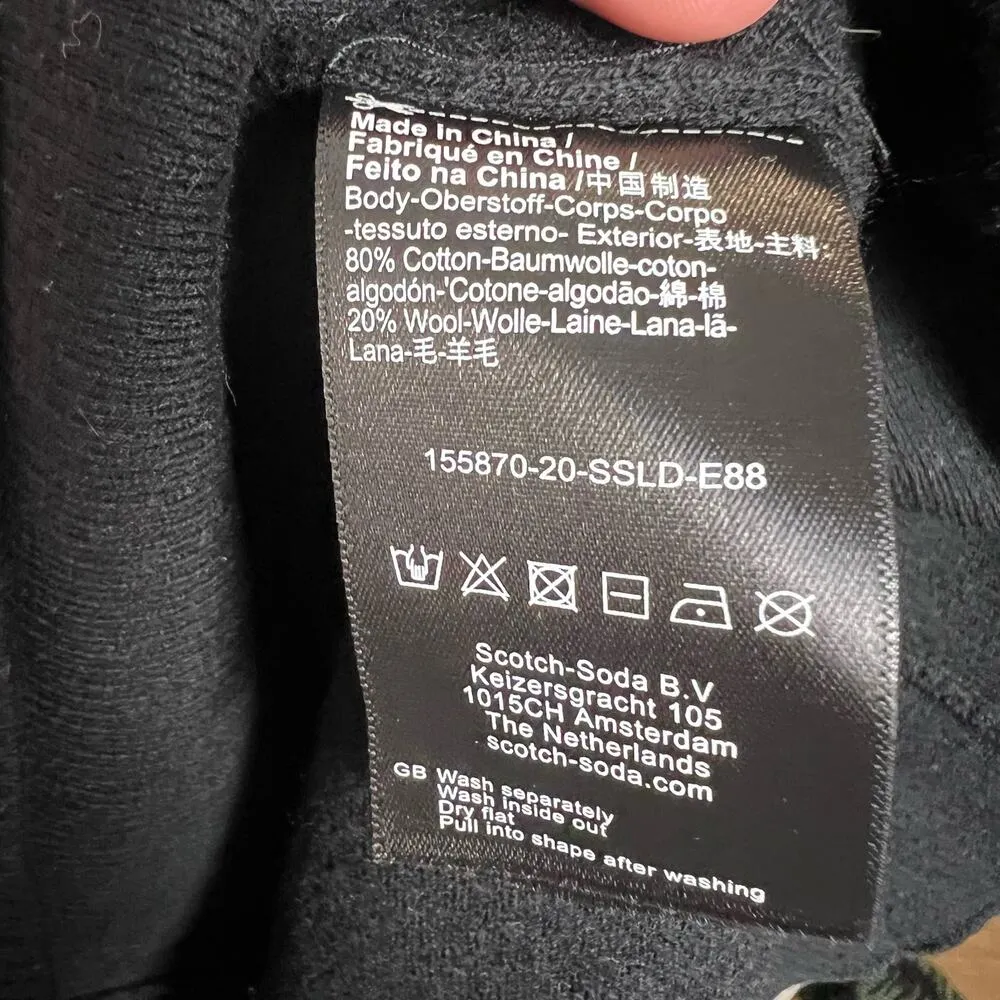 Made in China /
Fabriqué en Chine /
Feito na China /中国制造
Body-Oberstoff-Corps-Corpo
-tessuto esterno- Exterior-表地-主料-
80% Cotton-Baumwolle-coton-
algodón-'Cotone-algodão-綿-棉
20% Wool-Wolle-Laine-Lana-lã-
Lana-毛-羊毛
155870-20-SSLD-E88
Scotch-Soda B.V
Keizersgracht 105
1015CH Amsterdam
The Netherlands
scotch-soda.com
GB Wash separately
Wash inside out
Dry flat
Pull into shape after washing